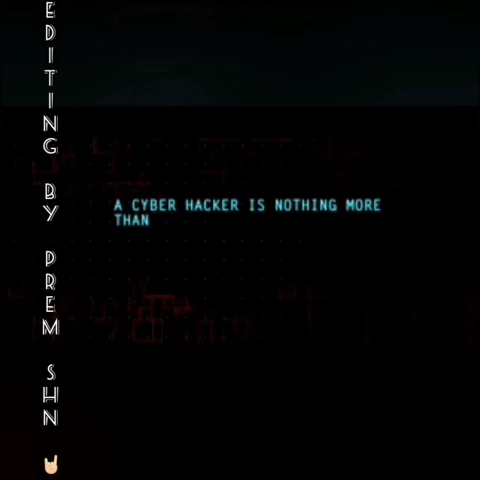 EDITING BY PREM SHN 🤘🏻
A CYBER HACKER IS NOTHING MORE
THAN